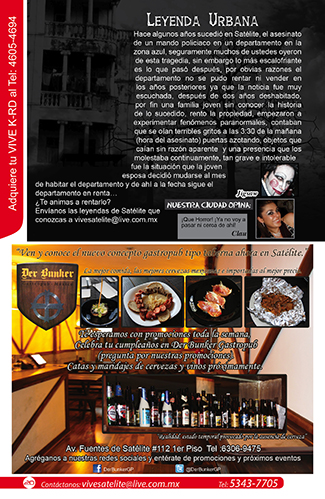 Adquiere tu VIVE K-RD al Tel: 4605-4694
LEYENDA URBANA
Hace algunos años sucedió en Satélite, el asesinato
de un mando policiaco en un departamento en la
zona azul, seguramente muchos de ustedes oyeron
de esta tragedia, sin embargo lo más escalofriante
es lo que pasó después, por obvias razones el
departamento no se pudo rentar ni vender en
los años posteriores ya que la noticia fue muy
escuchada, después de dos años deshabitado,
por fin una familia joven sin conocer la historia
de lo sucedido, rento la propiedad, empezaron a
experimentar fenómenos paranormales, contaban
que se oían terribles gritos a las 3:30 de la mañana
(hora del asesinato) puertas azotando, objetos que
caían sin razón aparente y una presencia que los
molestaba continuamente, tan grave e intolerable
fue la situación que la joven
esposa decidió mudarse al mes
de habitar el departamento y de ahí a la fecha sigue el
departamento en renta....
¿Te animas a rentarlo?
Envíanos las leyendas de Satélite que
conozcas a vivesatelite@live.com.mx
Jigsaw
NUESTRA CIUDAD OPINA:
¡Que Horror! ¡Ya no voy a
pasar ni de cerca!
Clau
Ven y conoce el nuevo concepto gastropub tipo taverna ahora en Satélite.
Der Bunker
La mejor comida, las mejores cervezas mexicanas e importadas al mejor precio
Te esperamos con promociones toda la semana,
Celebra tu cumpleaños en Der Bunker Gastropub
(pregunta por nuestras promociones).
Catas y maridajes de cervezas y vinos próximamente.
Realidad: estado temporal provocado por la ausencia de cerveza
Av. Fuentes de Satélite #112 1er Piso Tel: 6306-9475
Agréganos a nuestras redes sociales y entérate de promociones y próximos eventos
DerBunkerGP
DerBunkerGP
Contáctanos: vivesatelite@live.com.mx
Tel: 5343-7705